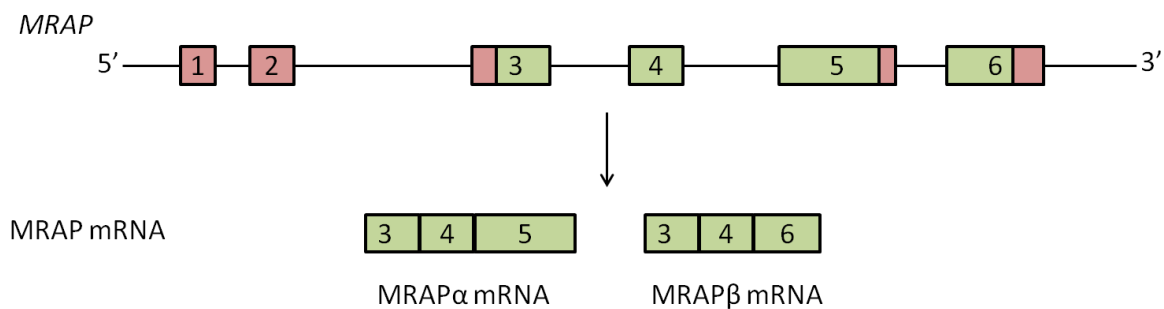 MRAP
5’ 1 2 3 4 5 6 3’
MRAP mRNA 3 4 5 3 4 6
MRAPα mRNA MRAPβ mRNA